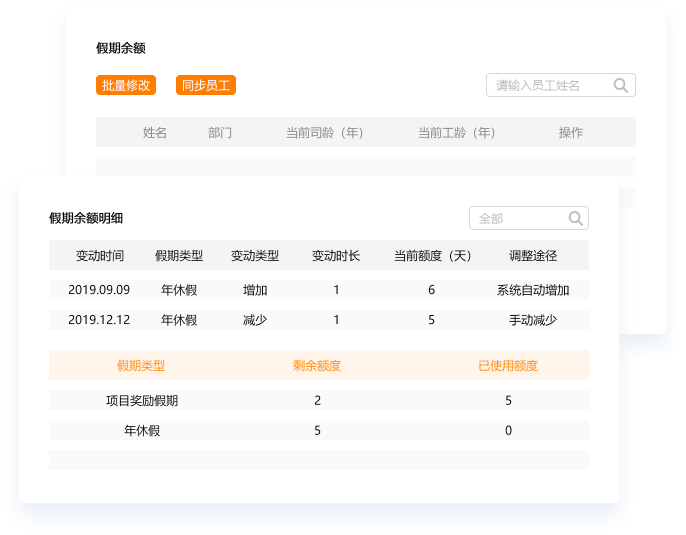 假期余额
批量修改 同步员工 请输入员工姓名
姓名 部门 当前司龄（年） 当前工龄（年） 操作
假期余额明细 全部
变动时间 假期类型 变动类型 变动时长 当前额度（天） 调整途径
2019.09.09 年休假 增加 1 6 系统自动增加
2019.12.12 年休假 减少 1 5 手动减少
假期类型 剩余额度 已使用额度
项目奖励假期 2 5
年休假 5 0